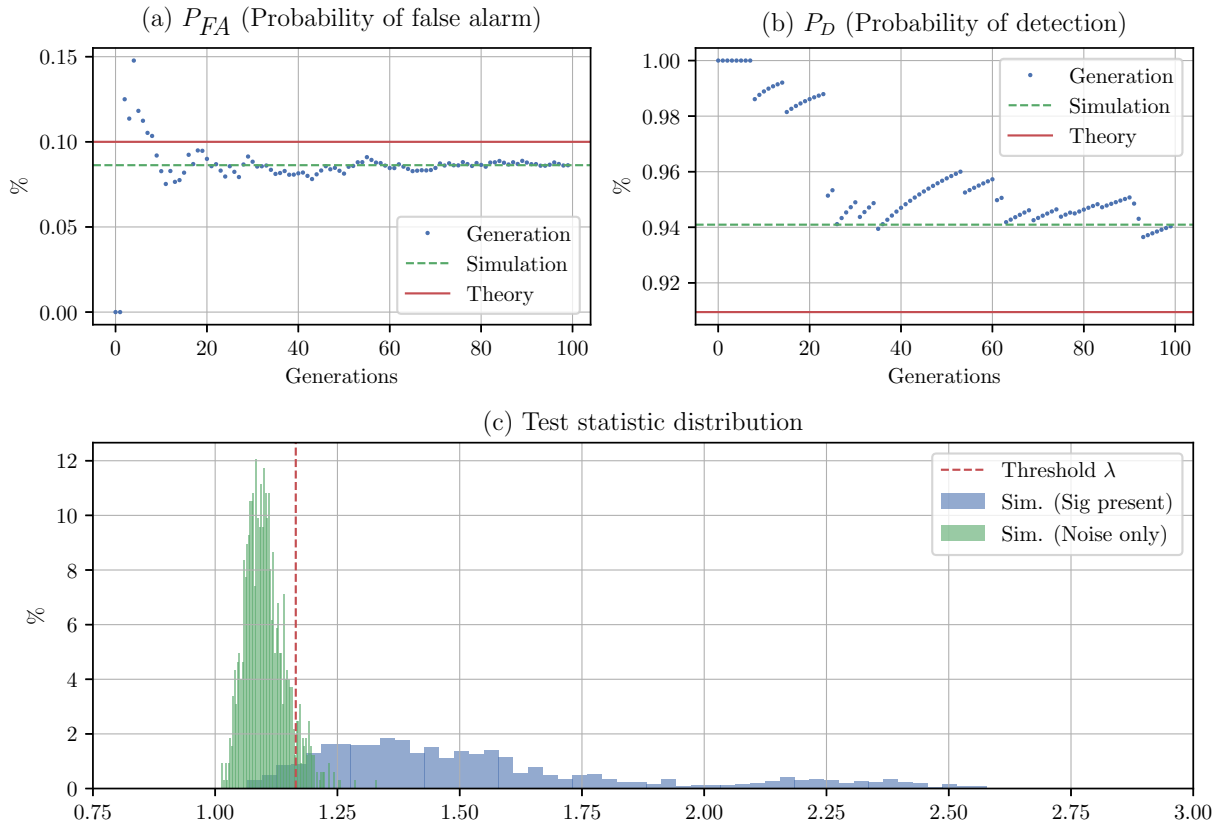 (a) P_FA (Probability of false alarm)
0.15
0.10
0.05
0.00
%
Generation
Simulation
Theory
0 20 40 60 80 100
Generations
(b) P_D (Probability of detection)
1.00
0.98
0.96
0.94
0.92
%
Generation
Simulation
Theory
0 20 40 60 80 100
Generations
(c) Test statistic distribution
12
10
8
6
4
2
0
%
Threshold λ
Sim. (Sig present)
Sim. (Noise only)
0.75 1.00 1.25 1.50 1.75 2.00 2.25 2.50 2.75 3.00